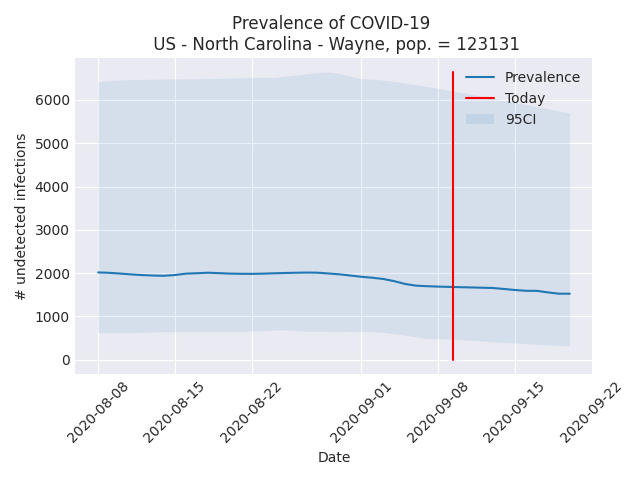 Prevalence of COVID-19
US - North Carolina - Wayne, pop. = 123131
Prevalence
Today
95CI
# undetected infections
6000
5000
4000
3000
2000
1000
0
2020-08-08
2020-08-15
2020-08-22
2020-09-01
2020-09-08
2020-09-15
2020-09-22
Date